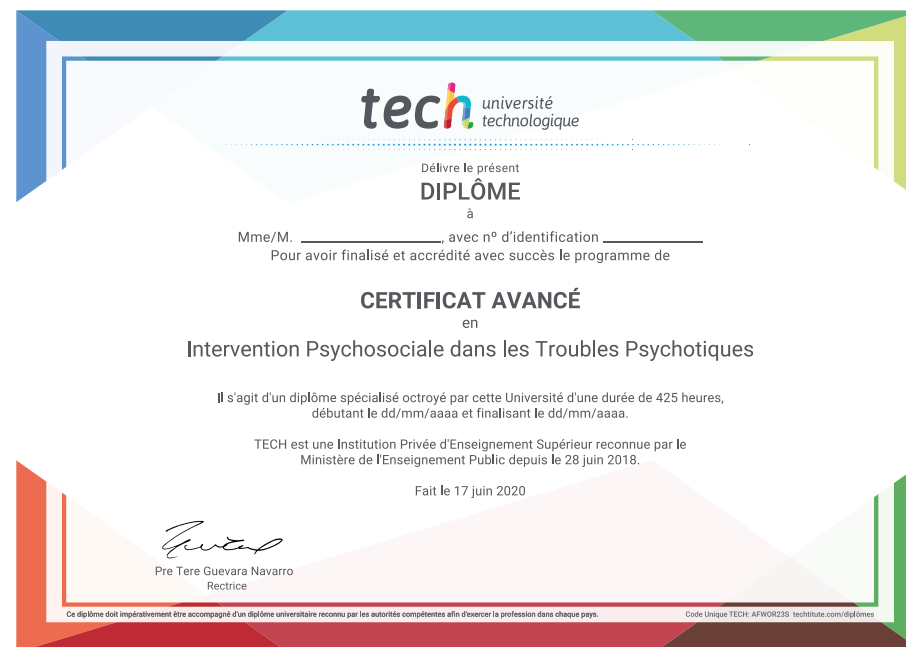 tech université
technologique
Délivre le présent
DIPLÔME
à
Mme/M. ____________, avec nº d'identification ____________
Pour avoir finalisé et accrédité avec succès le programme de
CERTIFICAT AVANCÉ
en
Intervention Psychosociale dans les Troubles Psychotiques
Il s'agit d'un diplôme spécialisé octroyé par cette Université d'une durée de 425 heures,
débutant le dd/mm/aaaa et finalisant le dd/mm/aaaa.
TECH est une Institution Privée d'Enseignement Supérieur reconnue par le
Ministère de l'Enseignement Public depuis le 28 juin 2018.
Fait le 17 juin 2020
Pre Tere Guevara Navarro
Rectrice
Ce diplôme doit impérativement être accompagné d'un diplôme universitaire reconnu par les autorités compétentes afin d'exercer la profession dans chaque pays.
Code Unique TECH: AFWOR23S techtitute.com/diplômes